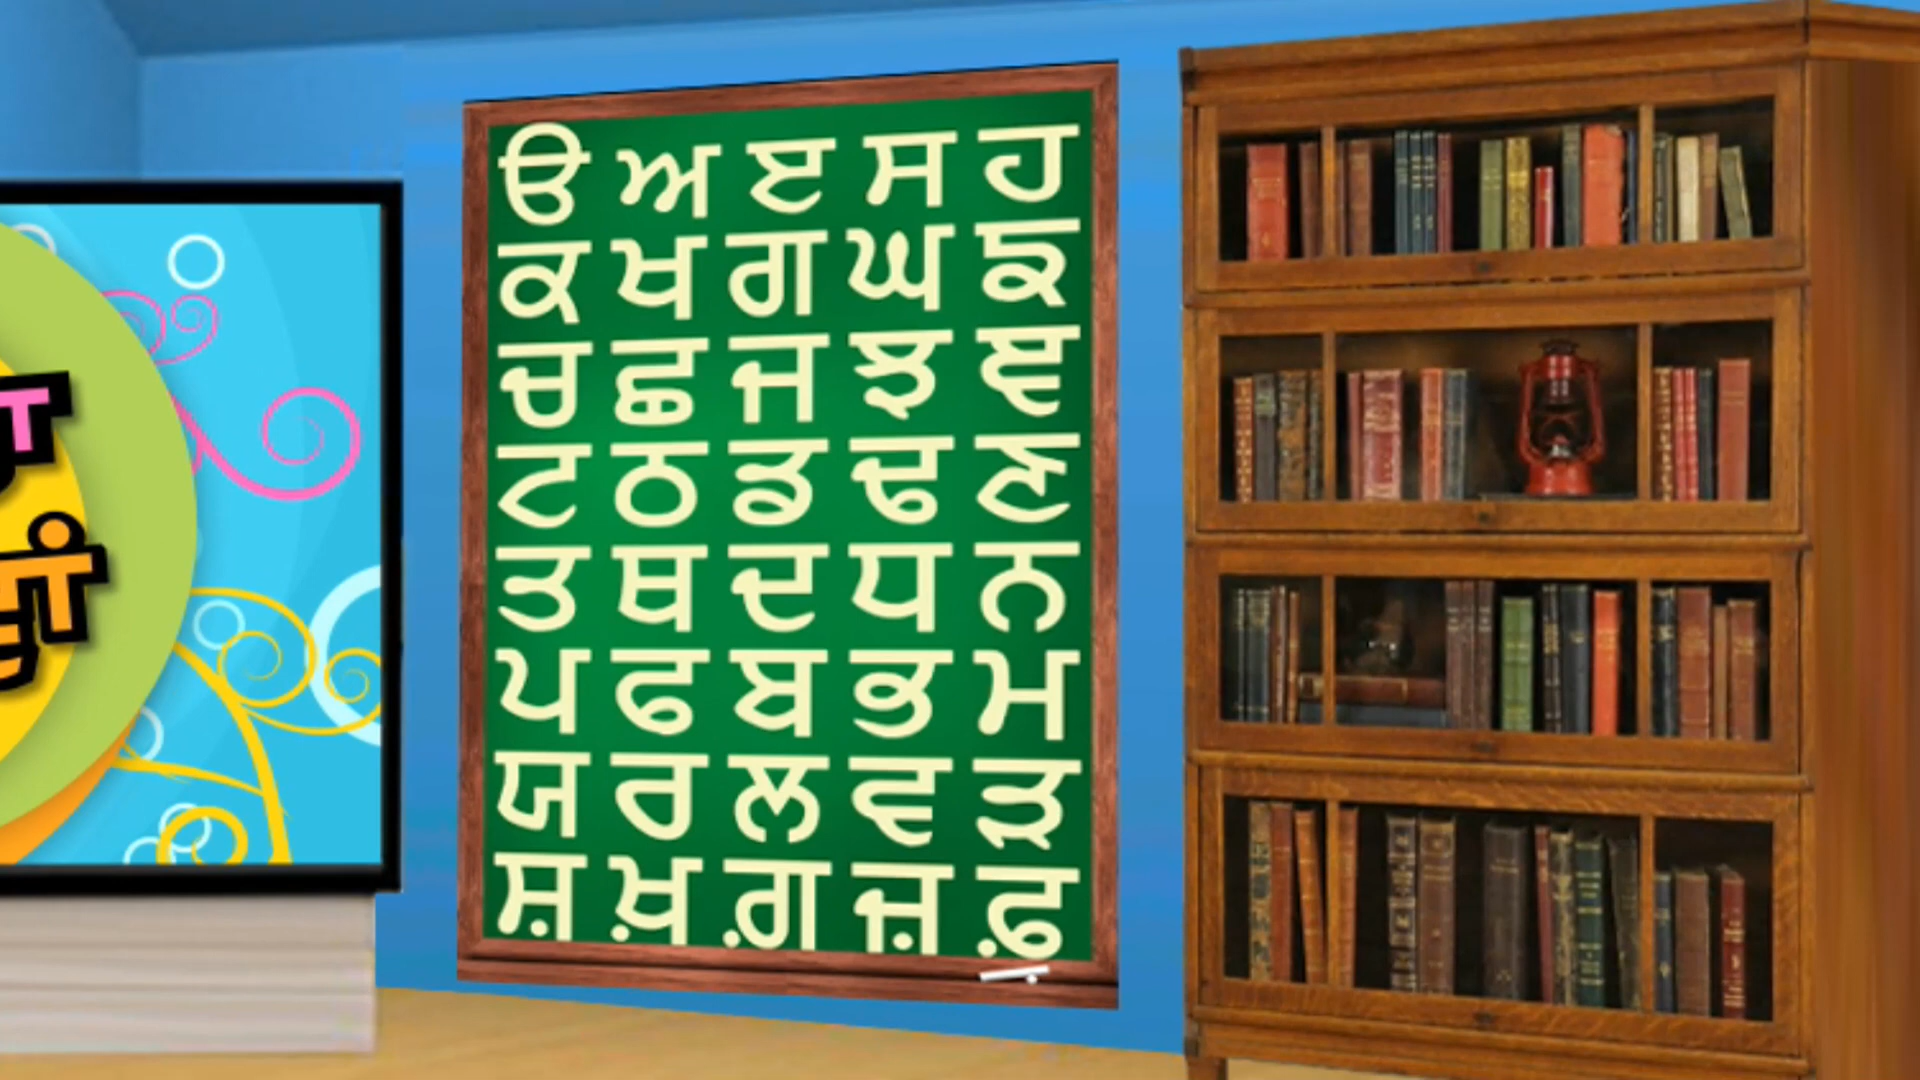 ੳ ਅ ੲ ਸ ਹ
ਕ ਖ ਗ ਘ ਙ
ਚ ਛ ਜ ਝ ਞ
ਟ ਠ ਡ ਢ ਣ
ਤ ਥ ਦ ਧ ਨ
ਪ ਫ ਬ ਭ ਮ
ਯ ਰ ਲ ਵ ੜ
ਸ਼ ਖ਼ ਗ਼ ਜ਼ ਫ਼